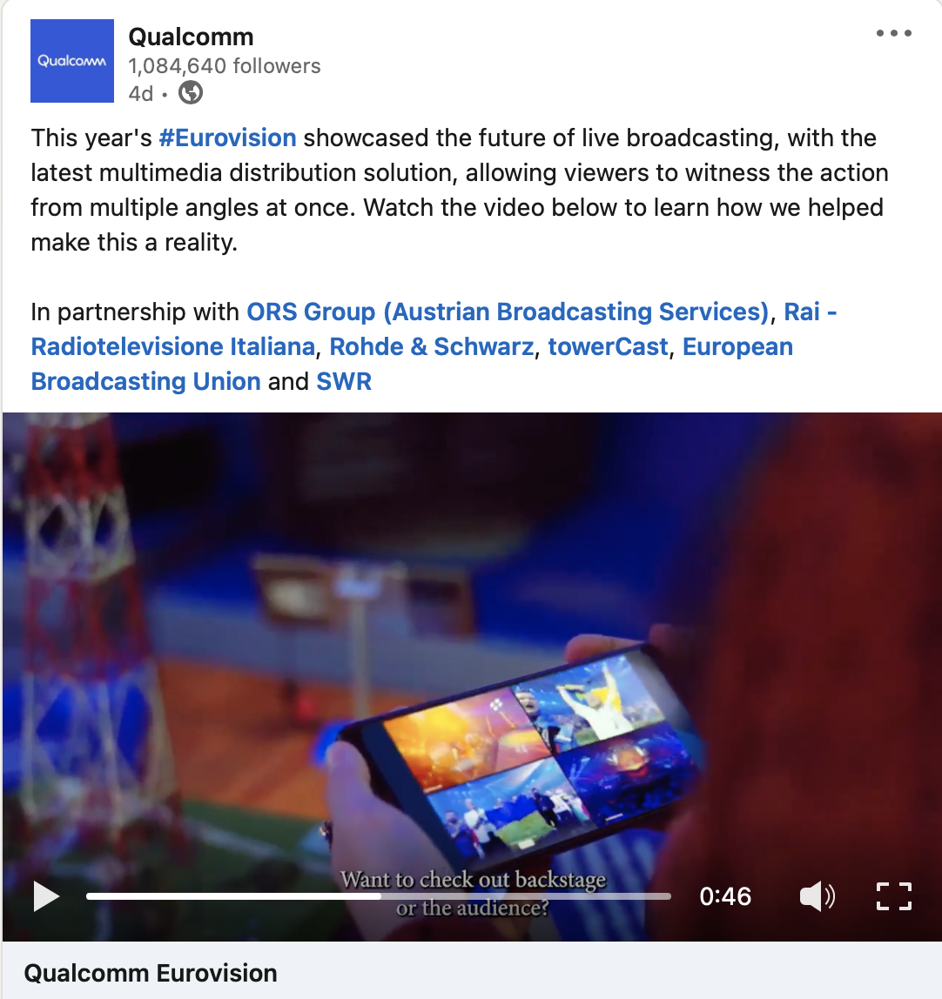 Qualcomm
Qualcomm
1,084,640 followers
4d •
This year's #Eurovision showcased the future of live broadcasting, with the
latest multimedia distribution solution, allowing viewers to witness the action
from multiple angles at once. Watch the video below to learn how we helped
make this a reality.
In partnership with ORS Group (Austrian Broadcasting Services), Rai -
Radiotelevisione Italiana, Rohde & Schwarz, towerCast, European
Broadcasting Union and SWR
Want to check out backstage
or the audience?
0:46
Qualcomm Eurovision